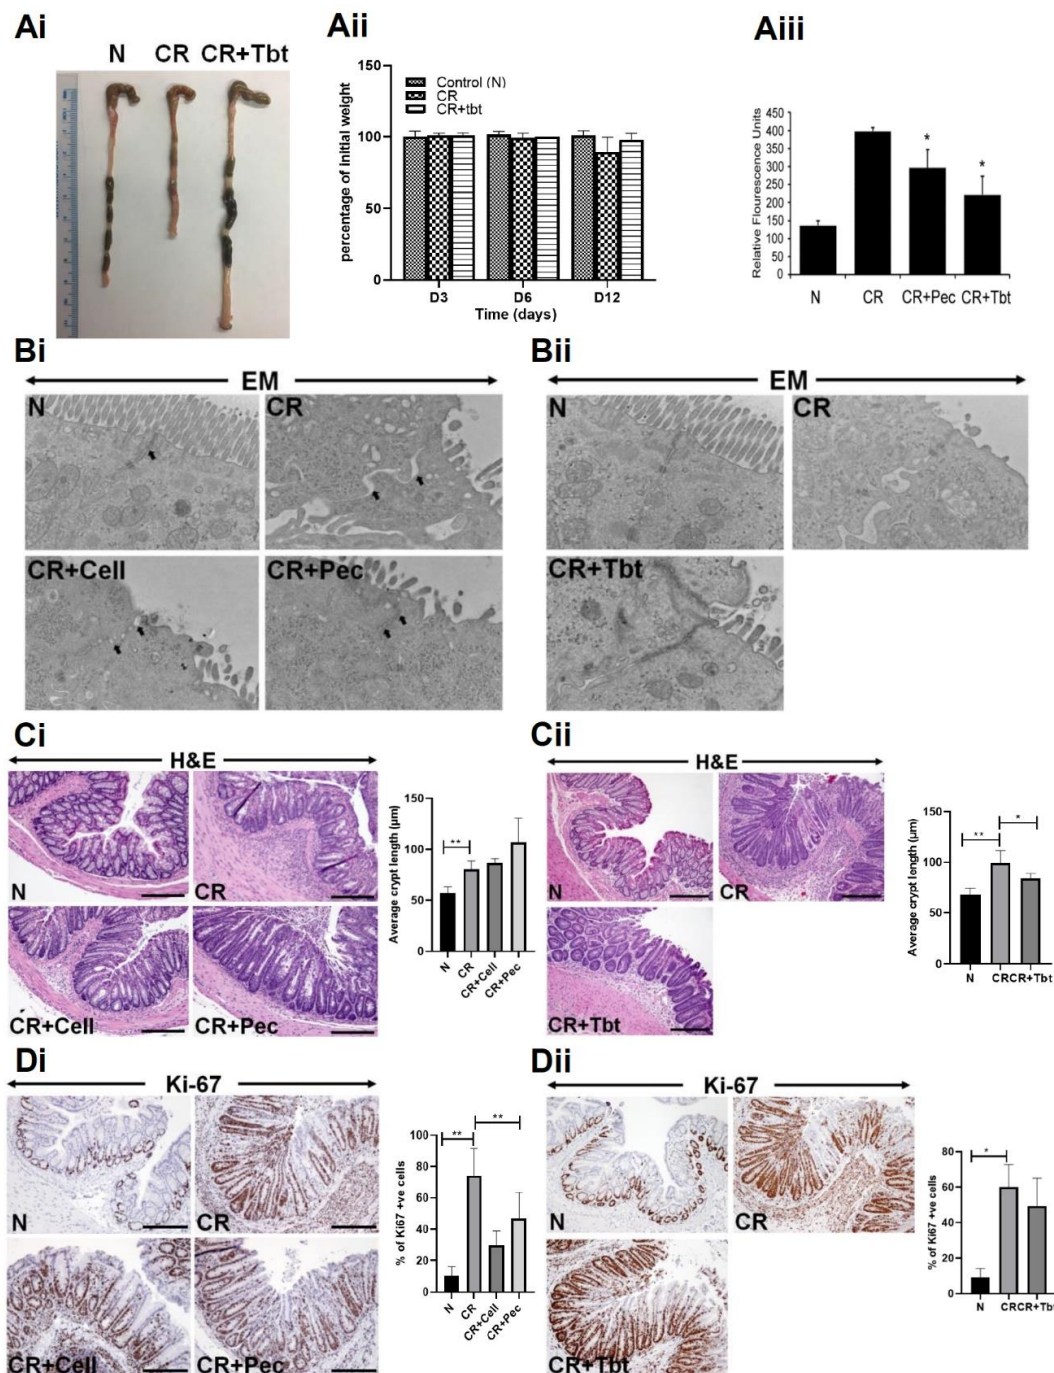 Ai
N CR CR+Tbt
Aii
percentage of initial weight
150
100
50
0
Control (N)
CR
CR+tbt
D3 D6 D12
Time (days)
Aiii
Relative Flourescence Units
450
400
350
300
250
200
150
100
50
0
* *
N CR CR+Pec CR+Tbt
Bi
EM
N
CR
CR+Cell
CR+Pec
Bii
EM
N
CR
CR+Tbt
Ci
H&E
N
CR
CR+Cell
CR+Pec
Average crypt length (µm)
150
100
50
0
**
N
CR
CR+Cell
CR+Pec
Cii
H&E
N
CR
CR+Tbt
Average crypt length (µm)
150
100
50
0
** *
N CR CR+Tbt
Di
Ki-67
N
CR
CR+Cell
CR+Pec
% of Ki67 +ve cells
100
80
60
40
20
0
** **
N
CR
CR+Cell
CR+Pec
Dii
Ki-67
N
CR
CR+Tbt
% of Ki67 +ve cells
80
60
40
20
0
*
N CR CR+Tbt